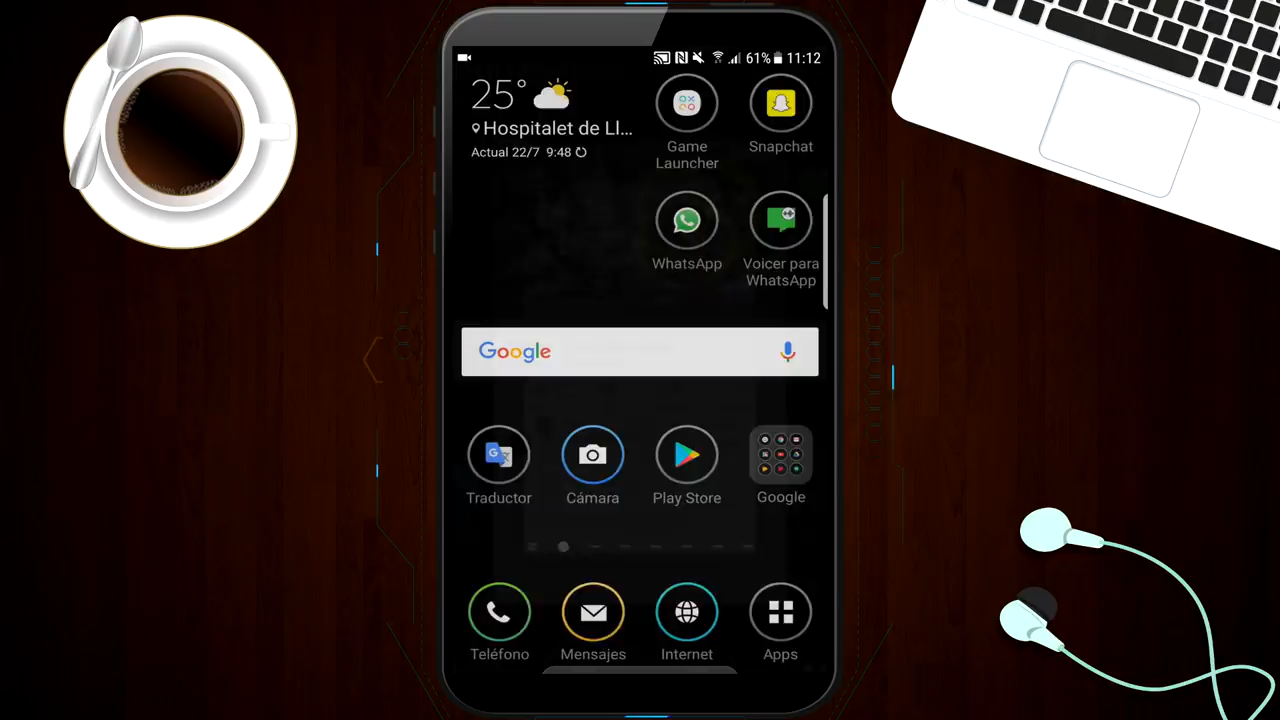 61% 11:12
25°
Hospitalet de Ll...
Actual 22/7 9:48
Game
Launcher
Snapchat
WhatsApp
Voicer para
WhatsApp
Google
Traductor
Cámara
Play Store
Google
Teléfono
Mensajes
Internet
Apps